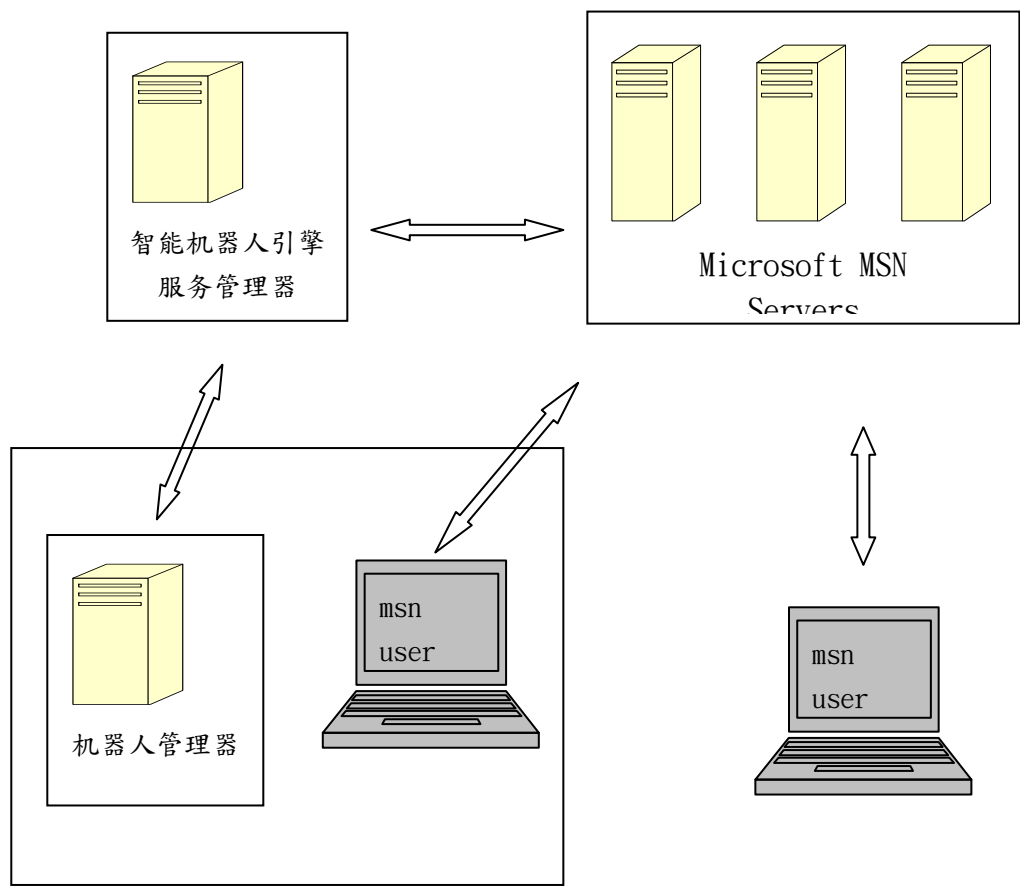 智能机器人引擎
服务管理器
Microsoft MSN
Servers
msn
user
机器人管理器
msn
user